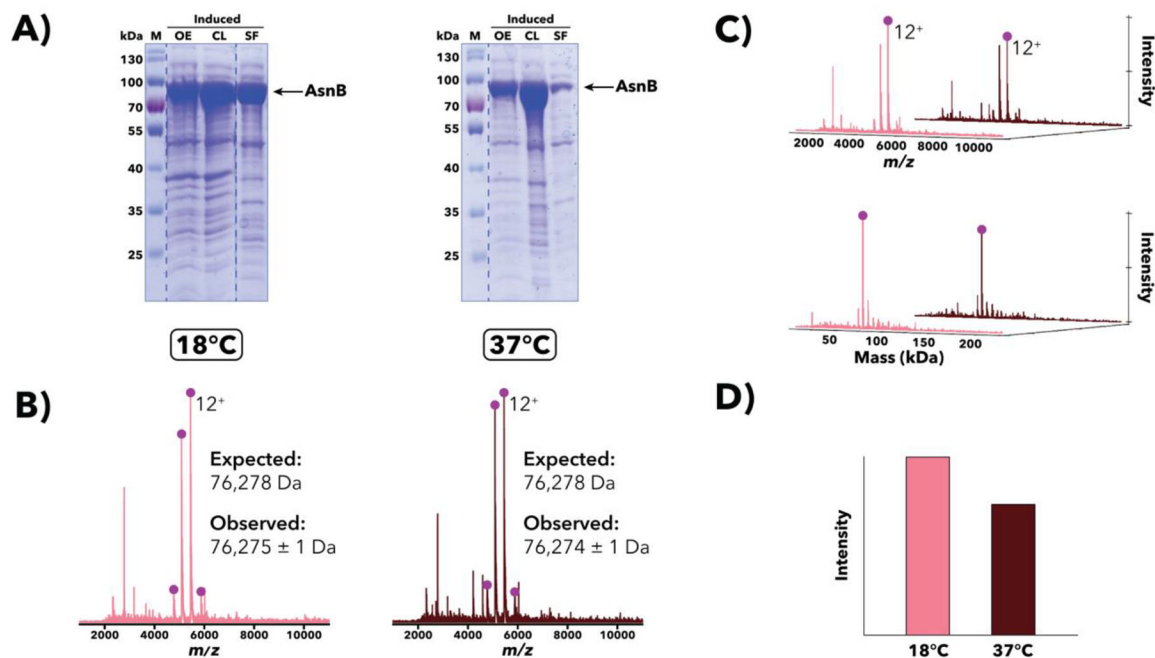 A)
Induced
kDa M OE CL SF
130
100
70
55
40
35
25
AsnB
18°C
Induced
kDa M OE CL SF
130
100
70
55
40
35
25
AsnB
37°C
B)
12+
Expected:
76,278 Da
Observed:
76,275 ± 1 Da
2000 4000 6000 8000 10000
m/z
12+
Expected:
76,278 Da
Observed:
76,274 ± 1 Da
2000 4000 6000 8000 10000
m/z
C)
12+
12+
Intensity
2000 4000 6000 8000 10000
m/z
Intensity
50 100 150 200
Mass (kDa)
D)
Intensity
18°C 37°C